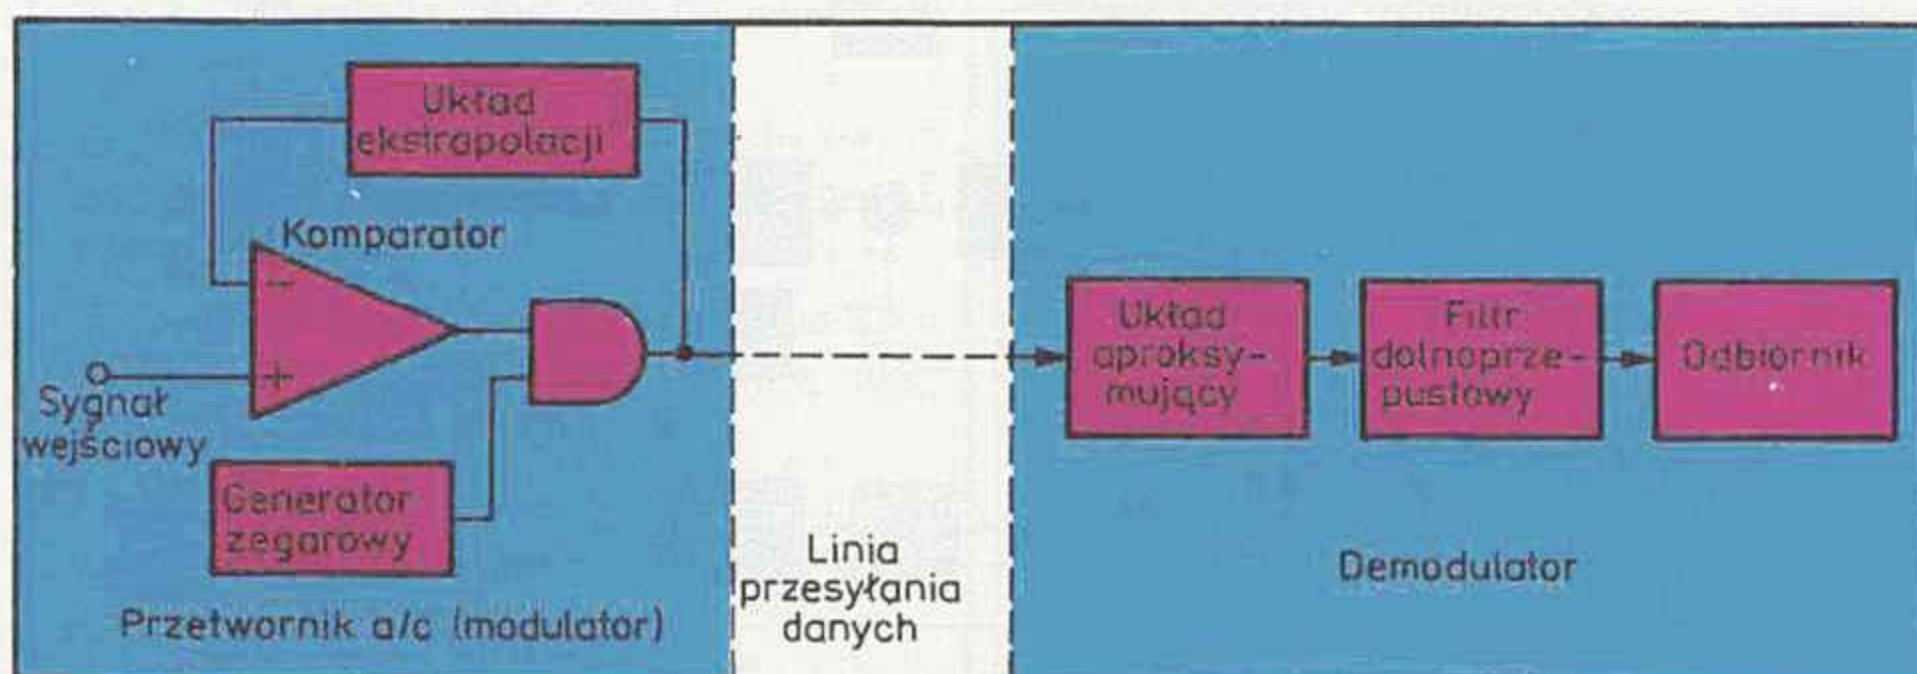 Układ
ekstrapolacji
Komparator
−
+
Sygnał
wejściowy
Generator
zegarowy
Przetwornik a/c (modulator)
Linia
przesyłania
danych
Układ
aproksy-
mujący
Filtr
dolnoprze-
pustowy
Odbiornik
Demodulator